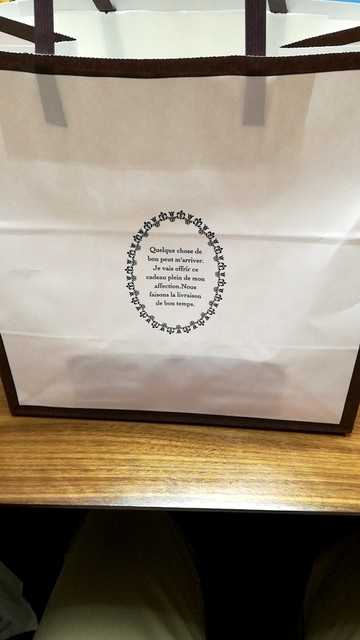 Quelque chose de
bon peut m'arriver.
Je vais offrir ce
cadeau plein de mon
affection.Nous
faisons la livraison
de bon temps.